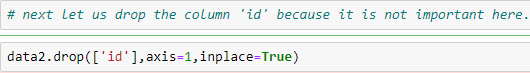 # next Let us drop the column 'id' because it is not important here.
data2.drop(['id'],axis=1,inplace=True)